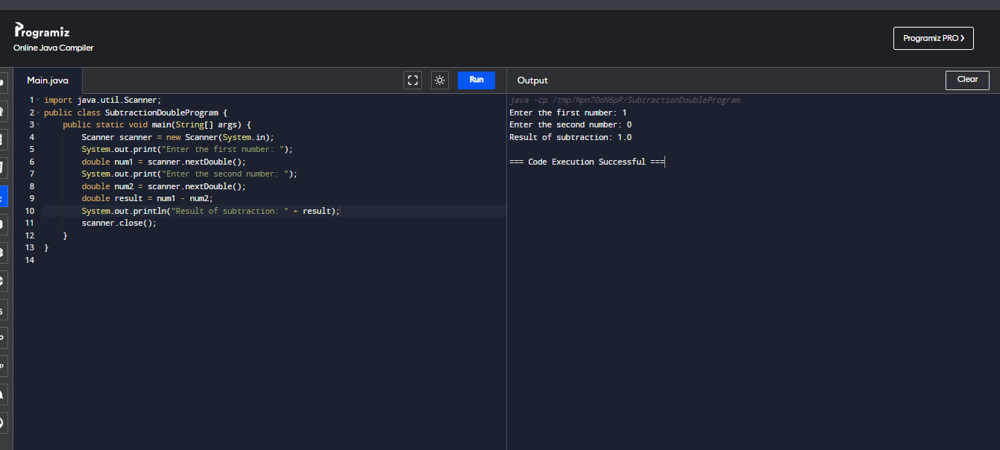 Programiz
Online Java Compiler
Programiz PRO >
Main.java
Run
Output
Clear
1 import java.util.Scanner;
2 public class SubtractionDoubleProgram {
3 public static void main(String[] args) {
4 Scanner scanner = new Scanner(System.in);
5 System.out.print("Enter the first number: ");
6 double num1 = scanner.nextDouble();
7 System.out.print("Enter the second number: ");
8 double num2 = scanner.nextDouble();
9 double result = num1 - num2;
10 System.out.println("Result of subtraction: " + result);
11 scanner.close();
12 }
13 }
14
java -cp /tmp/Npn7OoN6pP/SubtractionDoubleProgram
Enter the first number: 1
Enter the second number: 0
Result of subtraction: 1.0
=== Code Execution Successful ===